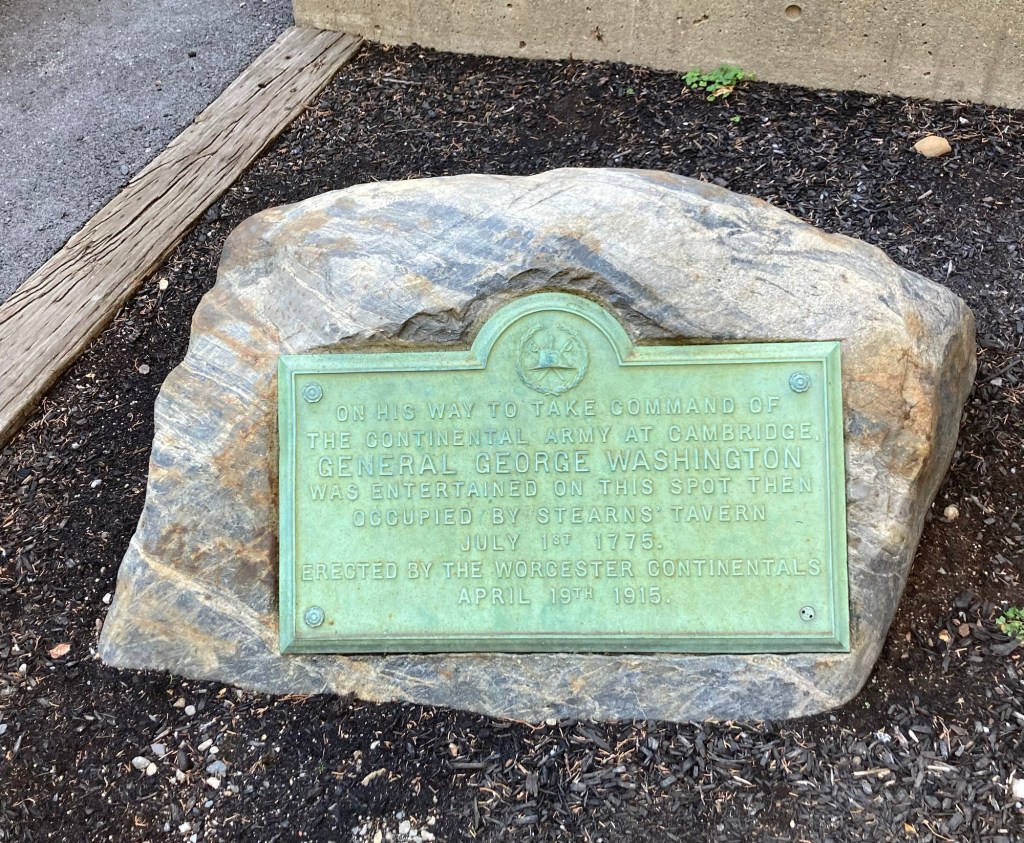 ON HIS WAY TO TAKE COMMAND OF
THE CONTINENTAL ARMY AT CAMBRIDGE,
GENERAL GEORGE WASHINGTON
WAS ENTERTAINED ON THIS SPOT THEN
OCCUPIED BY STEARNS' TAVERN
JULY 1ST 1775.
ERECTED BY THE WORCESTER CONTINENTALS
APRIL 19TH 1915.